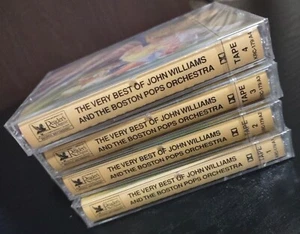 Reader's Digest
THE VERY BEST OF JOHN WILLIAMS
AND THE BOSTON POPS ORCHESTRA
TAPE 4
THE VERY BEST OF JOHN WILLIAMS
AND THE BOSTON POPS ORCHESTRA
TAPE 3
THE VERY BEST OF JOHN WILLIAMS
AND THE BOSTON POPS ORCHESTRA
TAPE 2
THE VERY BEST OF JOHN WILLIAMS
AND THE BOSTON POPS ORCHESTRA
TAPE